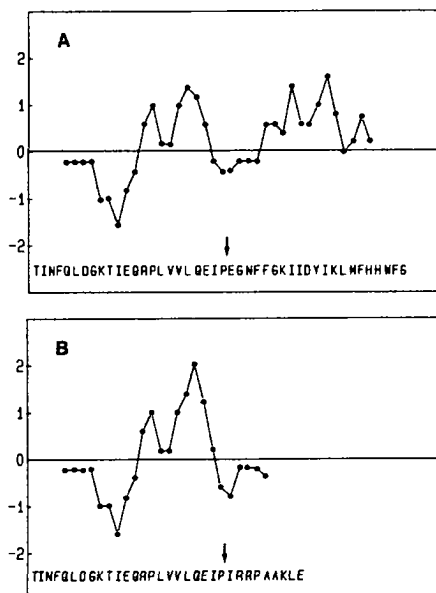 A
2
1
0
-1
-2
TINFQLDGKTIEQAPLVVLQEIPEGNFFGKIIDYIKLMFHHWFG
B
2
1
0
-1
-2
TINFQLDGKTIEQAPLVVLQEIPIRRPAAKLE